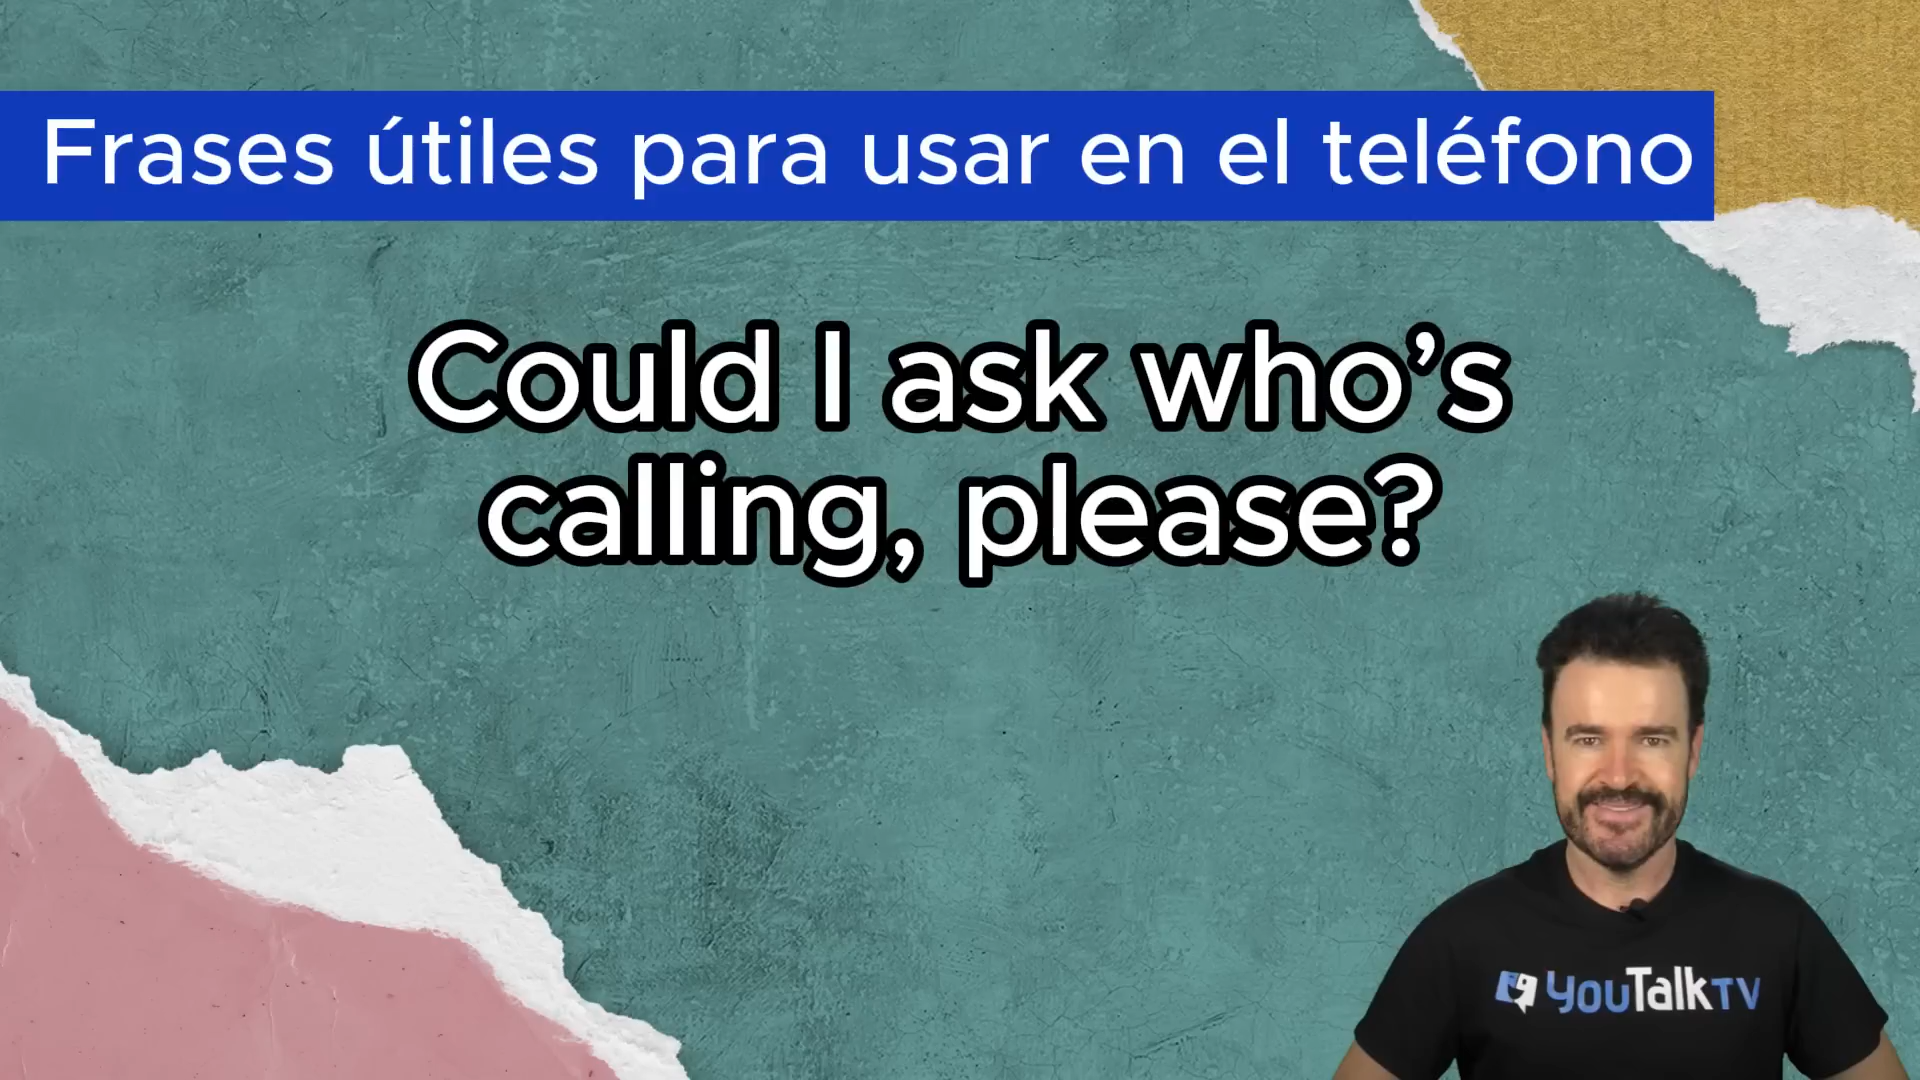 Frases útiles para usar en el teléfono
Could I ask who’s
calling, please?
YouTalkTV